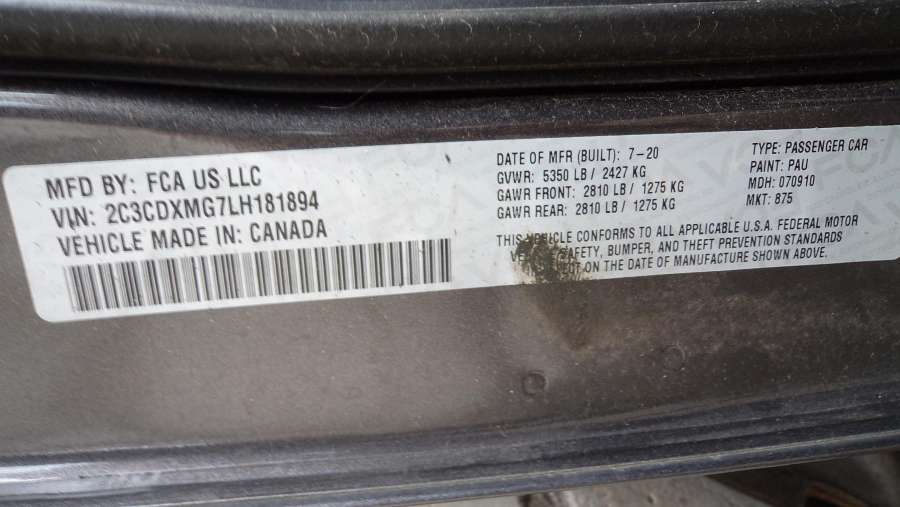 MFD BY: FCA US LLC
VIN: 2C3CDXMG7LH181894
VEHICLE MADE IN: CANADA
DATE OF MFR (BUILT): 7-20
GVWR: 5350 LB / 2427 KG
GAWR FRONT: 2810 LB / 1275 KG
GAWR REAR: 2810 LB / 1275 KG
TYPE: PASSENGER CAR
PAINT: PAU
MDH: 070910
MKT: 875
THIS VEHICLE CONFORMS TO ALL APPLICABLE U.S.A. FEDERAL MOTOR
SAFETY, BUMPER, AND THEFT PREVENTION STANDARDS
ON THE DATE OF MANUFACTURE SHOWN ABOVE.